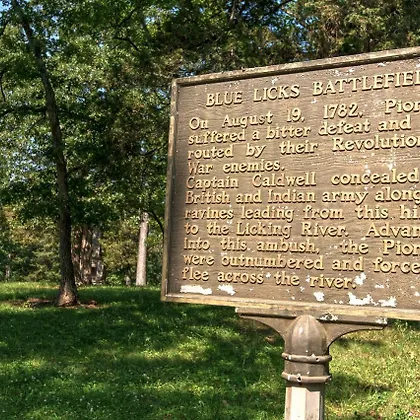 BLUE LICKS BATTLEFIEL
On August 19, 1782, Pion
suffered a bitter defeat and
routed by their Revolution
War enemies.
Captain Caldwell concealed
British and Indian army along
ravines leading from this hi
to the Licking River. Advan
into this ambush, the Pion
were outnumbered and forc
flee across the river.